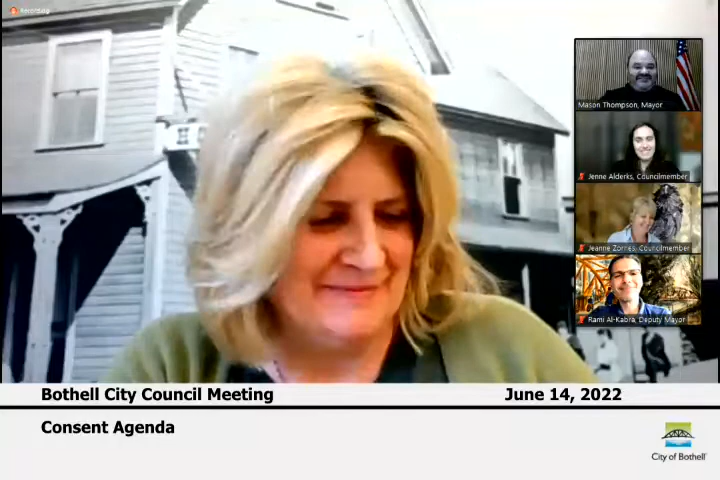 Recording
Mason Thompson, Mayor
Jenne Alderks, Councilmember
Jeanne Zornes, Councilmember
Rami Al-Kabra, Deputy Mayor
Bothell City Council Meeting
June 14, 2022
Consent Agenda
City of Bothell